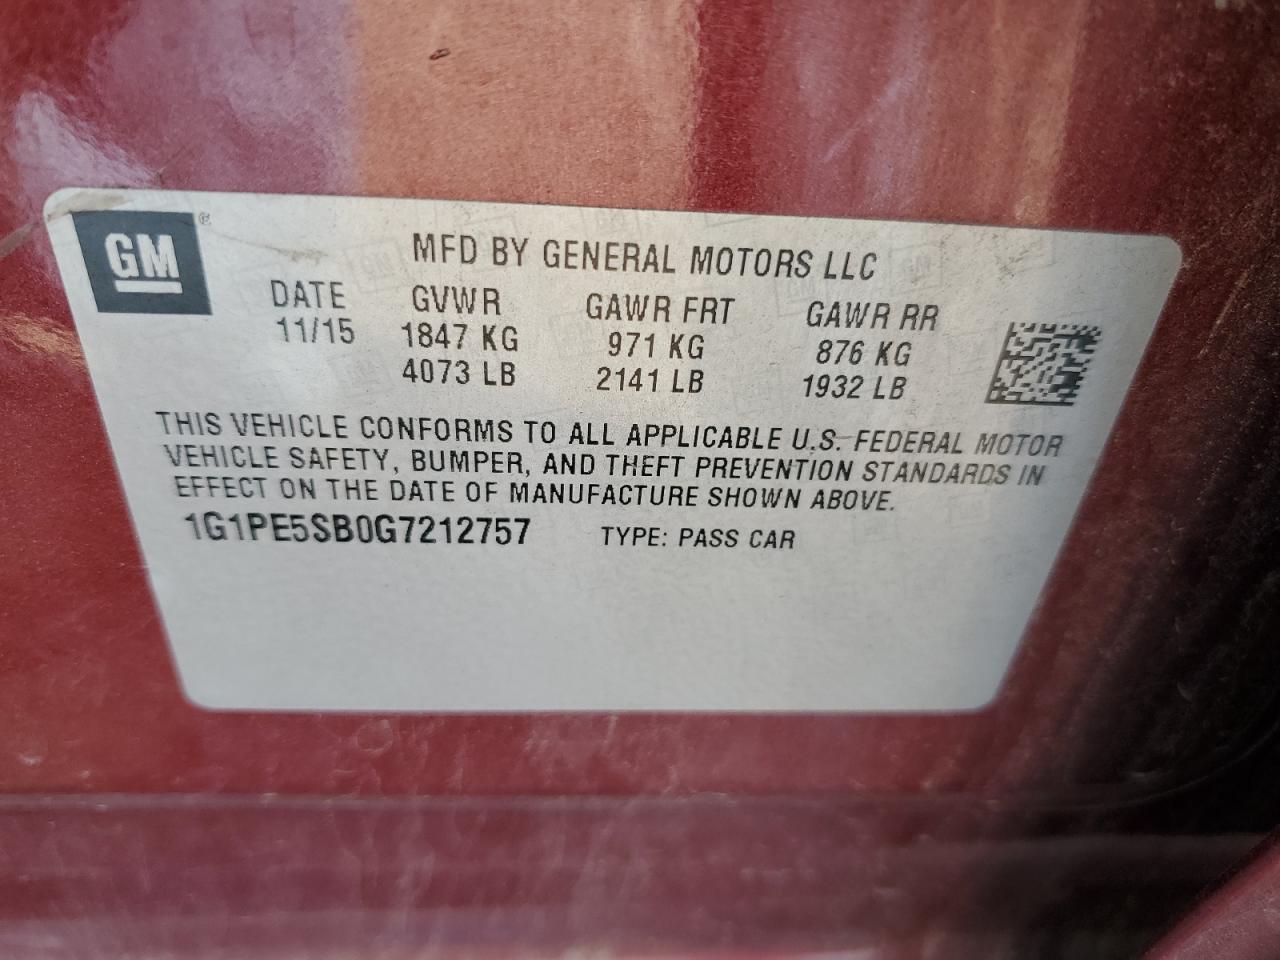 GM ®
MFD BY GENERAL MOTORS LLC
DATE GVWR GAWR FRT GAWR RR
11/15 1847 KG 971 KG 876 KG
4073 LB 2141 LB 1932 LB
THIS VEHICLE CONFORMS TO ALL APPLICABLE U.S. FEDERAL MOTOR
VEHICLE SAFETY, BUMPER, AND THEFT PREVENTION STANDARDS IN
EFFECT ON THE DATE OF MANUFACTURE SHOWN ABOVE.
1G1PE5SB0G7212757 TYPE: PASS CAR